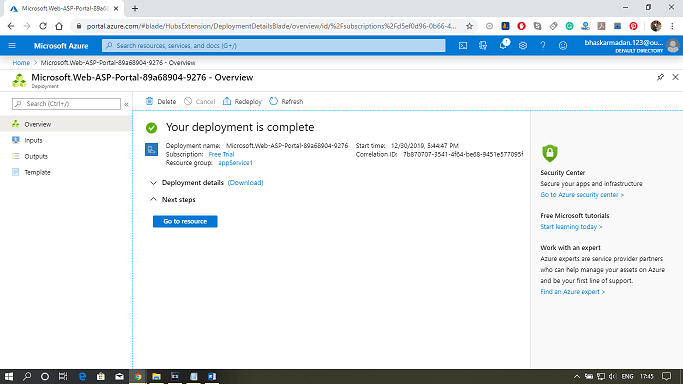 Microsoft.Web-ASP-Portal-89a68
portal.azure.com/#blade/HubsExtension/DeploymentDetailsBlade/overview/id/%2Fsubscriptions%2Fd5ef0d96-0b66-4...
Microsoft Azure
Search resources, services, and docs (G+/)
1
bhaskarmadan.123@ou...
DEFAULT DIRECTORY
Home > Microsoft.Web-ASP-Portal-89a68904-9276 - Overview
Microsoft.Web-ASP-Portal-89a68904-9276 - Overview
Deployment
Search (Ctrl+/)
Overview
Inputs
Outputs
Template
Delete Cancel Redeploy Refresh
Your deployment is complete
Deployment name: Microsoft.Web-ASP-Portal-89a68904-9276
Subscription: Free Trial
Resource group: appService1
Start time: 12/30/2019, 5:44:47 PM
Correlation ID: 7b870707-3541-4f64-be68-9451e577095f
Deployment details (Download)
Next steps
Go to resource
Security Center
Secure your apps and infrastructure
Go to Azure security center >
Free Microsoft tutorials
Start learning today >
Work with an expert
Azure experts are service provider partners
who can help manage your assets on Azure
and be your first line of support.
Find an Azure expert >
ENG 17:45